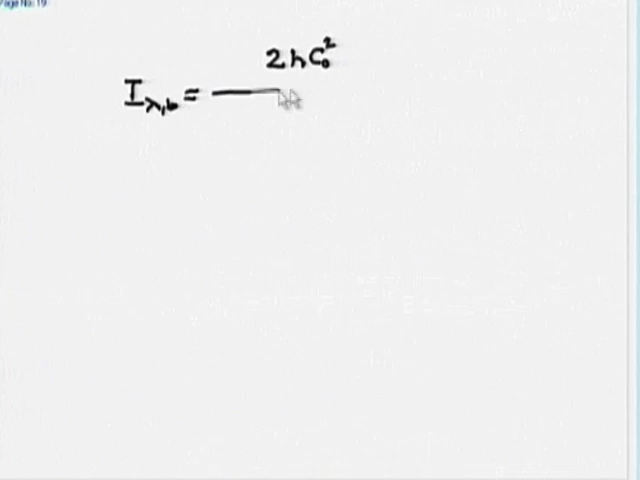 Page No: 19
2hC₀²
I_λ,b = —